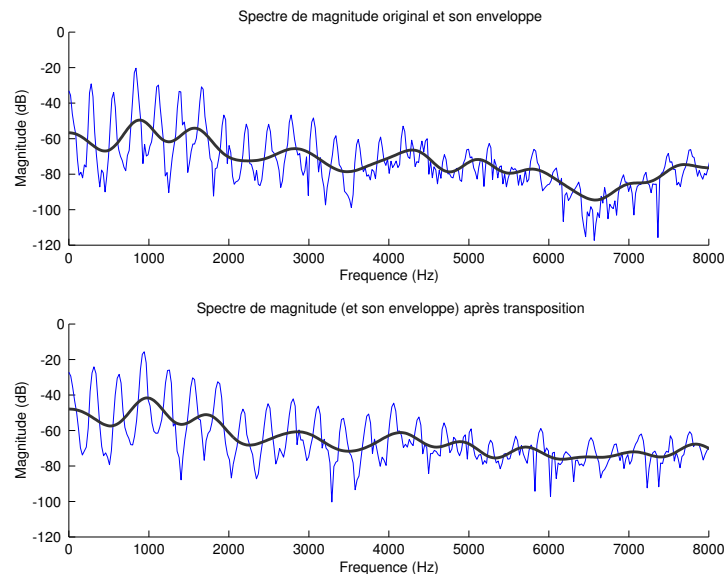 Spectre de magnitude original et son enveloppe
0
-20
-40
-60
-80
-100
-120
Magnitude (dB)
0 1000 2000 3000 4000 5000 6000 7000 8000
Frequence (Hz)
Spectre de magnitude (et son enveloppe) après transposition
0
-20
-40
-60
-80
-100
-120
Magnitude (dB)
0 1000 2000 3000 4000 5000 6000 7000 8000
Frequence (Hz)